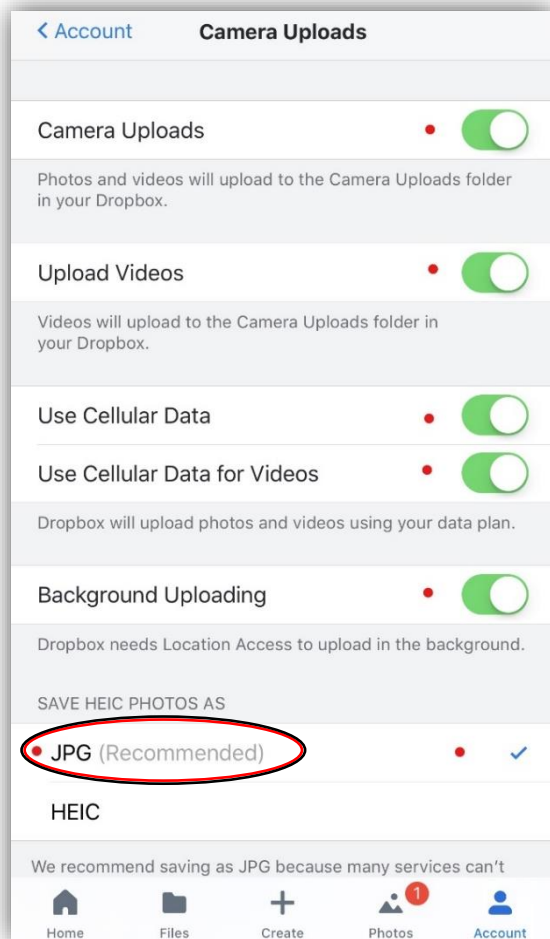 < Account Camera Uploads
Camera Uploads
Photos and videos will upload to the Camera Uploads folder
in your Dropbox.
Upload Videos
Videos will upload to the Camera Uploads folder in
your Dropbox.
Use Cellular Data
Use Cellular Data for Videos
Dropbox will upload photos and videos using your data plan.
Background Uploading
Dropbox needs Location Access to upload in the background.
SAVE HEIC PHOTOS AS
JPG (Recommended)
HEIC
We recommend saving as JPG because many services can't
1
Home Files Create Photos Account